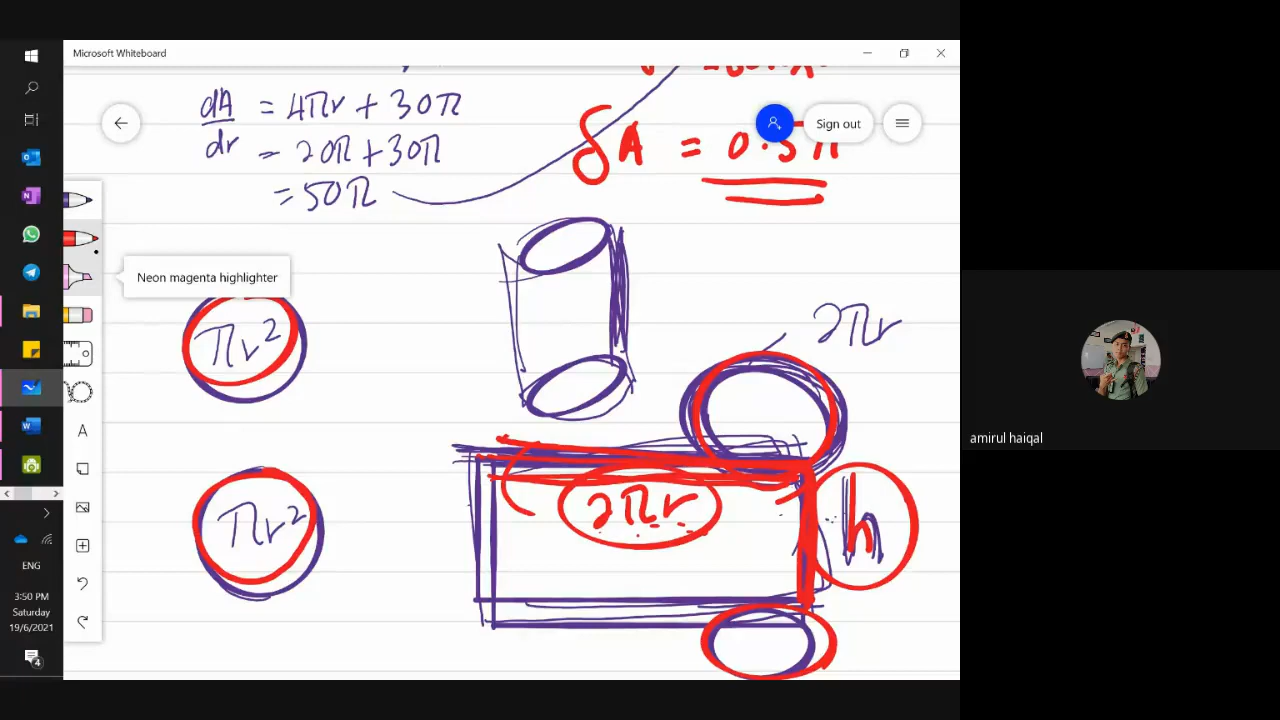 Microsoft Whiteboard
dA/dr = 4πr + 30π
= 20π + 30π
= 50π
δA = 0.5π
Sign out
Neon magenta highlighter
πr²
2πr
πr²
2πr
h
amirul haiqal
A
ENG
3:50 PM
Saturday
19/6/2021
4